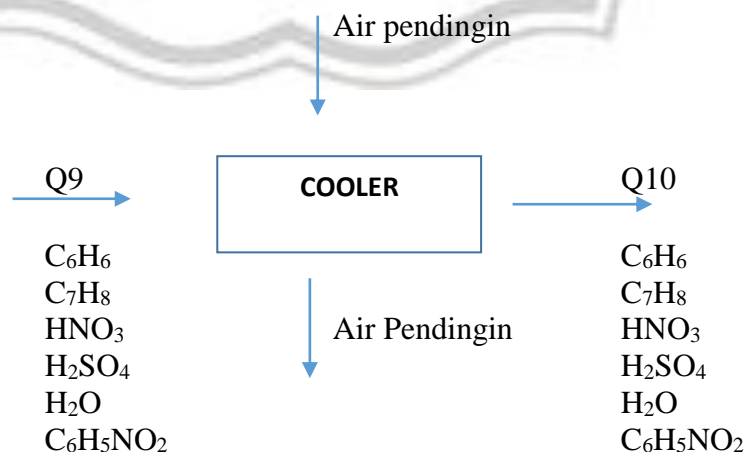 Air pendingin
Q9
COOLER
Q10
C₆H₆
C₇H₈
HNO₃
H₂SO₄
H₂O
C₆H₅NO₂
Air Pendingin
C₆H₆
C₇H₈
HNO₃
H₂SO₄
H₂O
C₆H₅NO₂